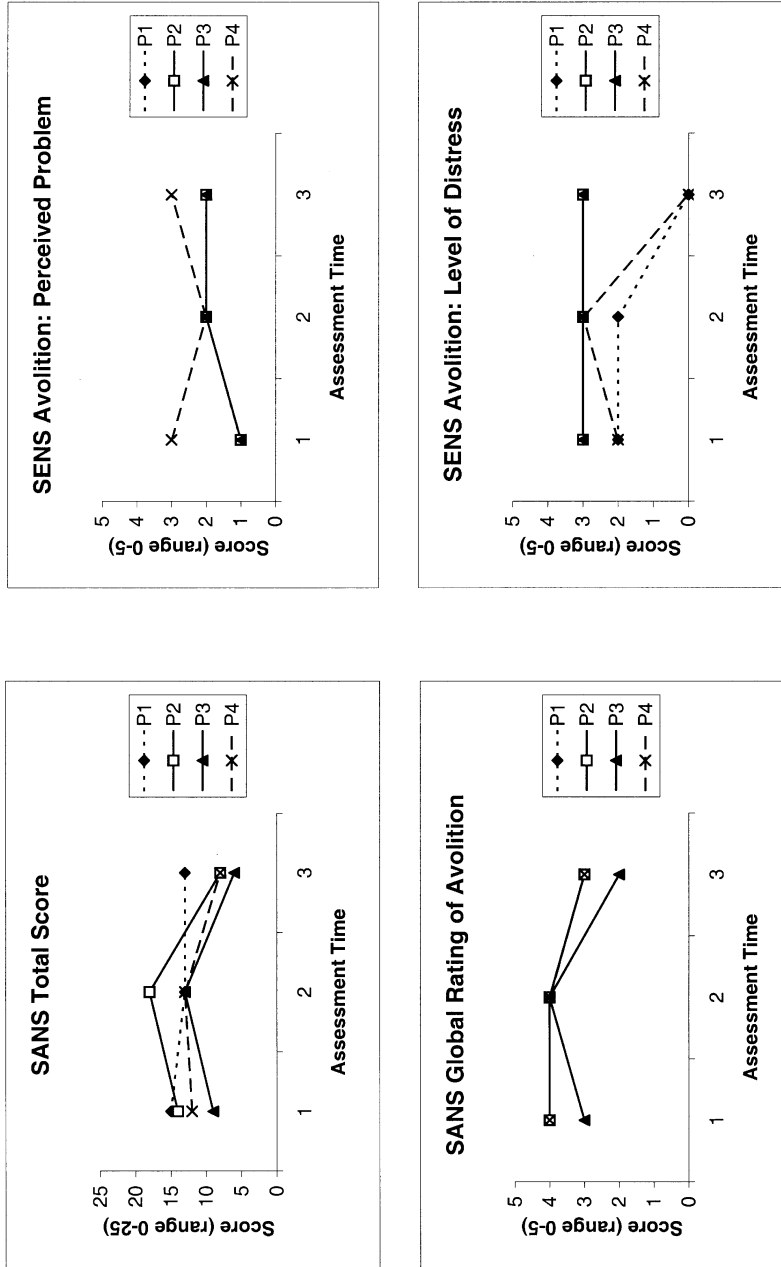 SANS Total Score
Score (range 0-25)
25
20
15
10
5
0
1
2
3
Assessment Time
P1
P2
P3
P4
SENS Avolition: Perceived Problem
Score (range 0-5)
5
4
3
2
1
0
1
2
3
Assessment Time
P1
P2
P3
P4
SANS Global Rating of Avolition
Score (range 0-5)
5
4
3
2
1
0
1
2
3
Assessment Time
P1
P2
P3
P4
SENS Avolition: Level of Distress
Score (range 0-5)
5
4
3
2
1
0
1
2
3
Assessment Time
P1
P2
P3
P4